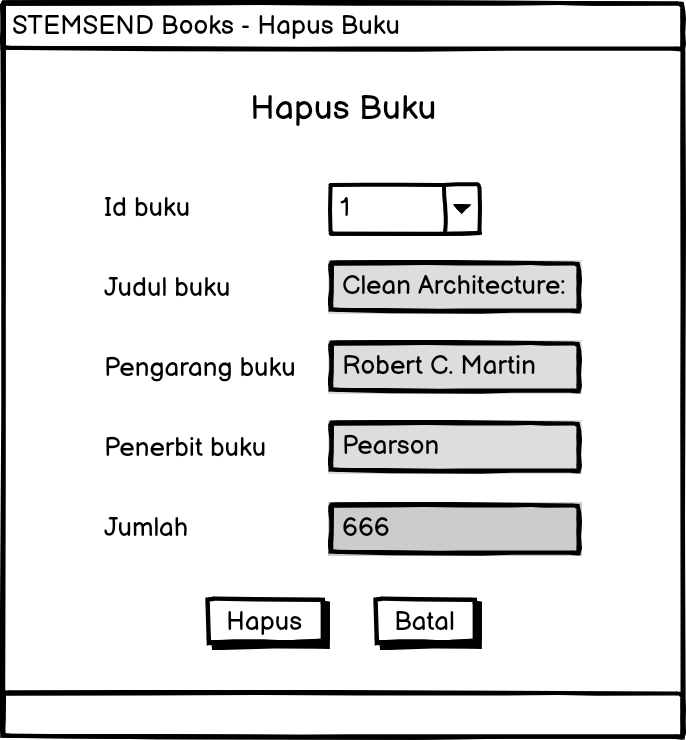 STEMSEND Books - Hapus Buku
Hapus Buku
Id buku 1
Judul buku Clean Architecture:
Pengarang buku Robert C. Martin
Penerbit buku Pearson
Jumlah 666
Hapus Batal